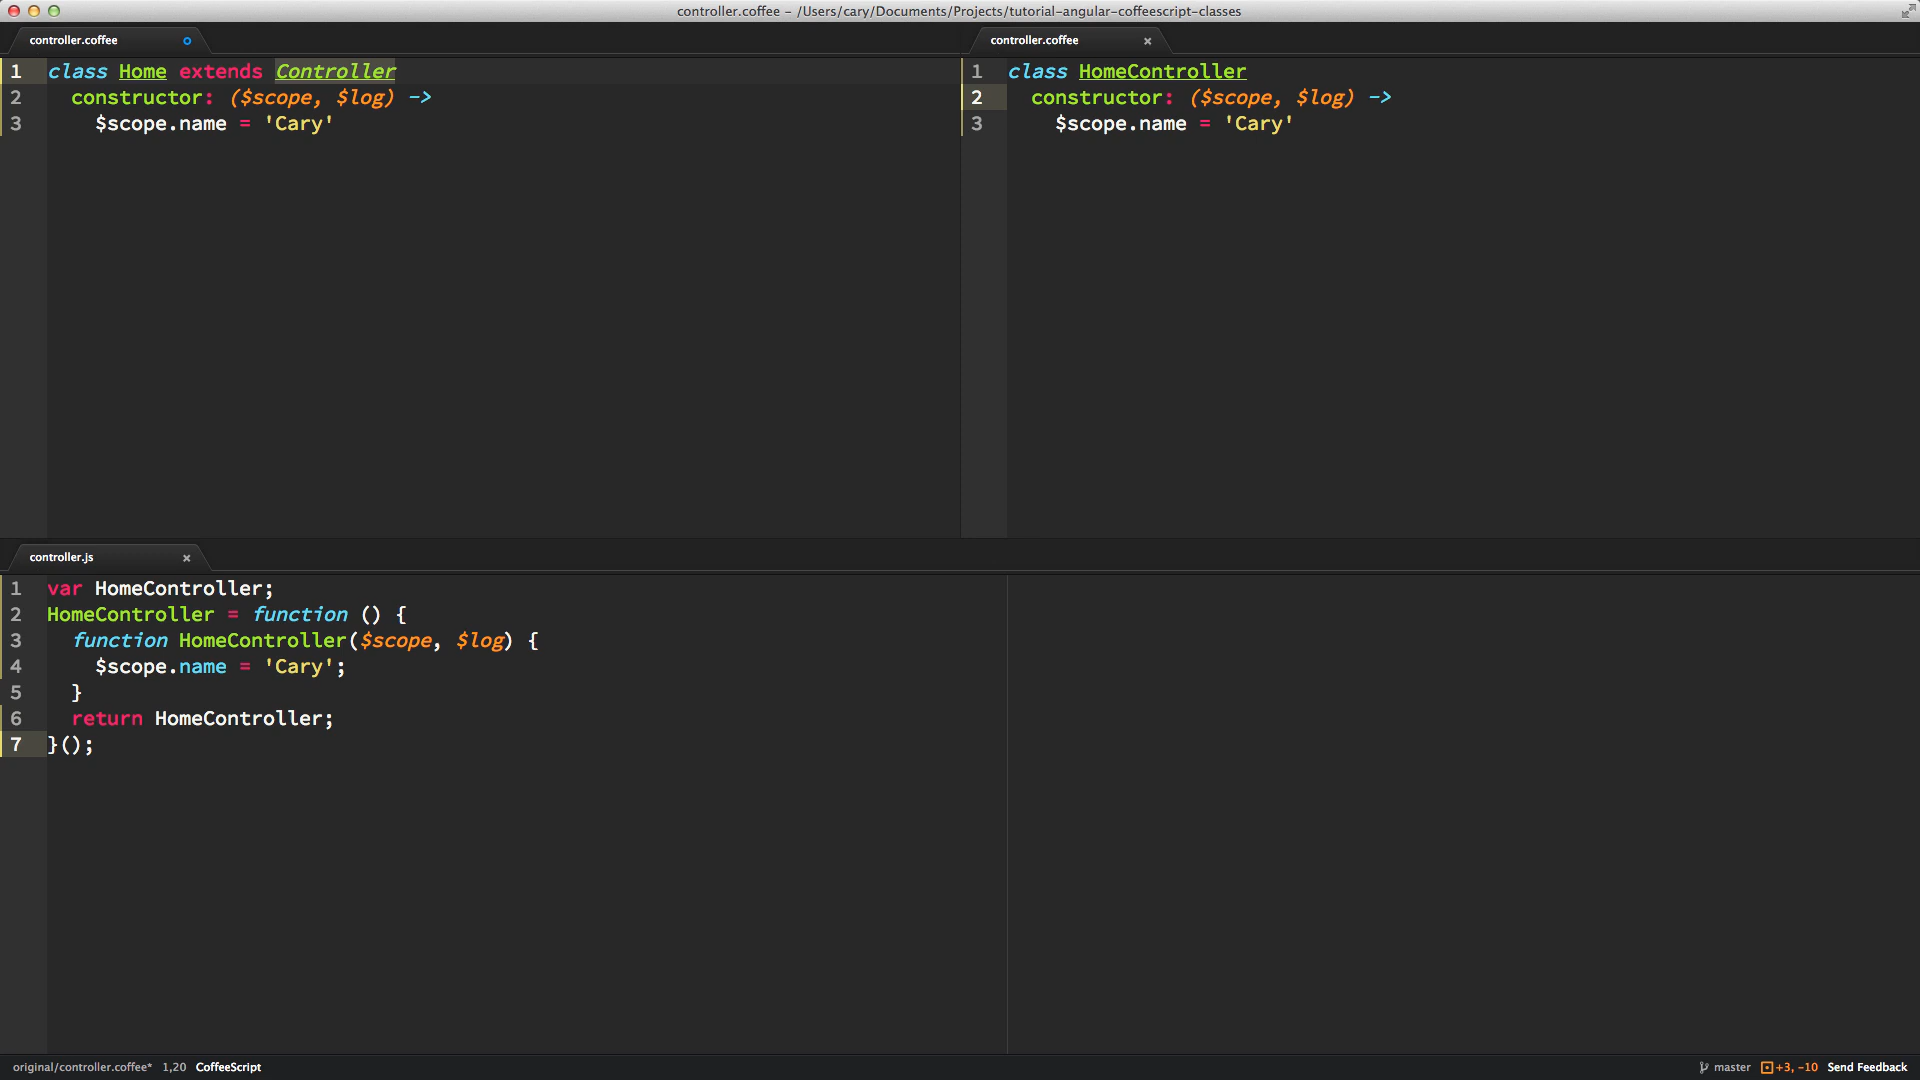 controller.coffee – /Users/cary/Documents/Projects/tutorial-angular-coffeescript-classes
controller.coffee
1 class Home extends Controller
2   constructor: ($scope, $log) ->
3     $scope.name = 'Cary'
controller.coffee ×
1 class HomeController
2   constructor: ($scope, $log) ->
3     $scope.name = 'Cary'
controller.js ×
1 var HomeController;
2 HomeController = function () {
3   function HomeController($scope, $log) {
4     $scope.name = 'Cary';
5   }
6   return HomeController;
7 }();
original/controller.coffee* 1,20 CoffeeScript master +3, -10 Send Feedback